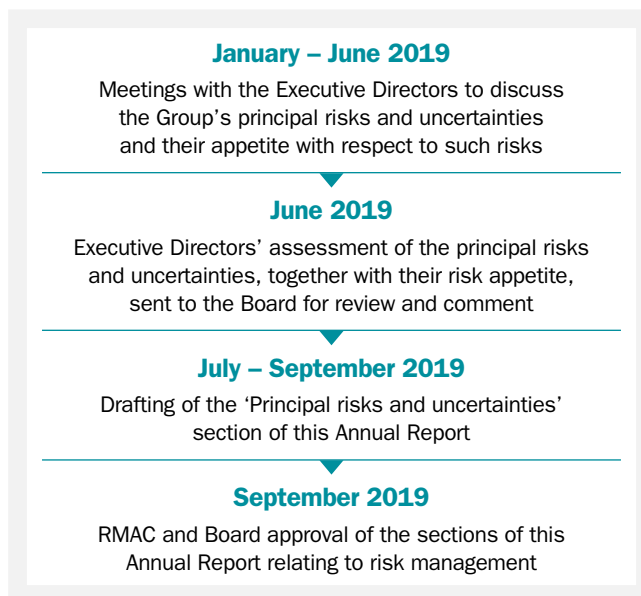 January – June 2019
Meetings with the Executive Directors to discuss
the Group’s principal risks and uncertainties
and their appetite with respect to such risks
June 2019
Executive Directors’ assessment of the principal risks
and uncertainties, together with their risk appetite,
sent to the Board for review and comment
July – September 2019
Drafting of the ‘Principal risks and uncertainties’
section of this Annual Report
September 2019
RMAC and Board approval of the sections of this
Annual Report relating to risk management